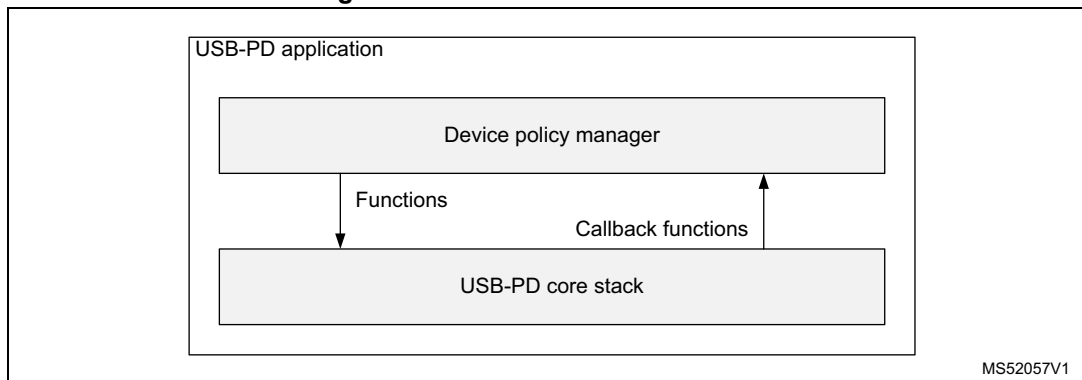 USB-PD application
Device policy manager
Functions
Callback functions
USB-PD core stack
MS52057V1